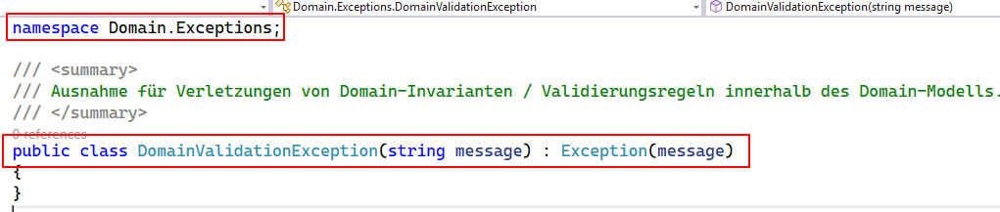 Domain.Exceptions.DomainValidationException
DomainValidationException(string message)
namespace Domain.Exceptions;
/// <summary>
/// Ausnahme für Verletzungen von Domain-Invarianten / Validierungsregeln innerhalb des Domain-Modells.
/// </summary>
0 references
public class DomainValidationException(string message) : Exception(message)
{
}